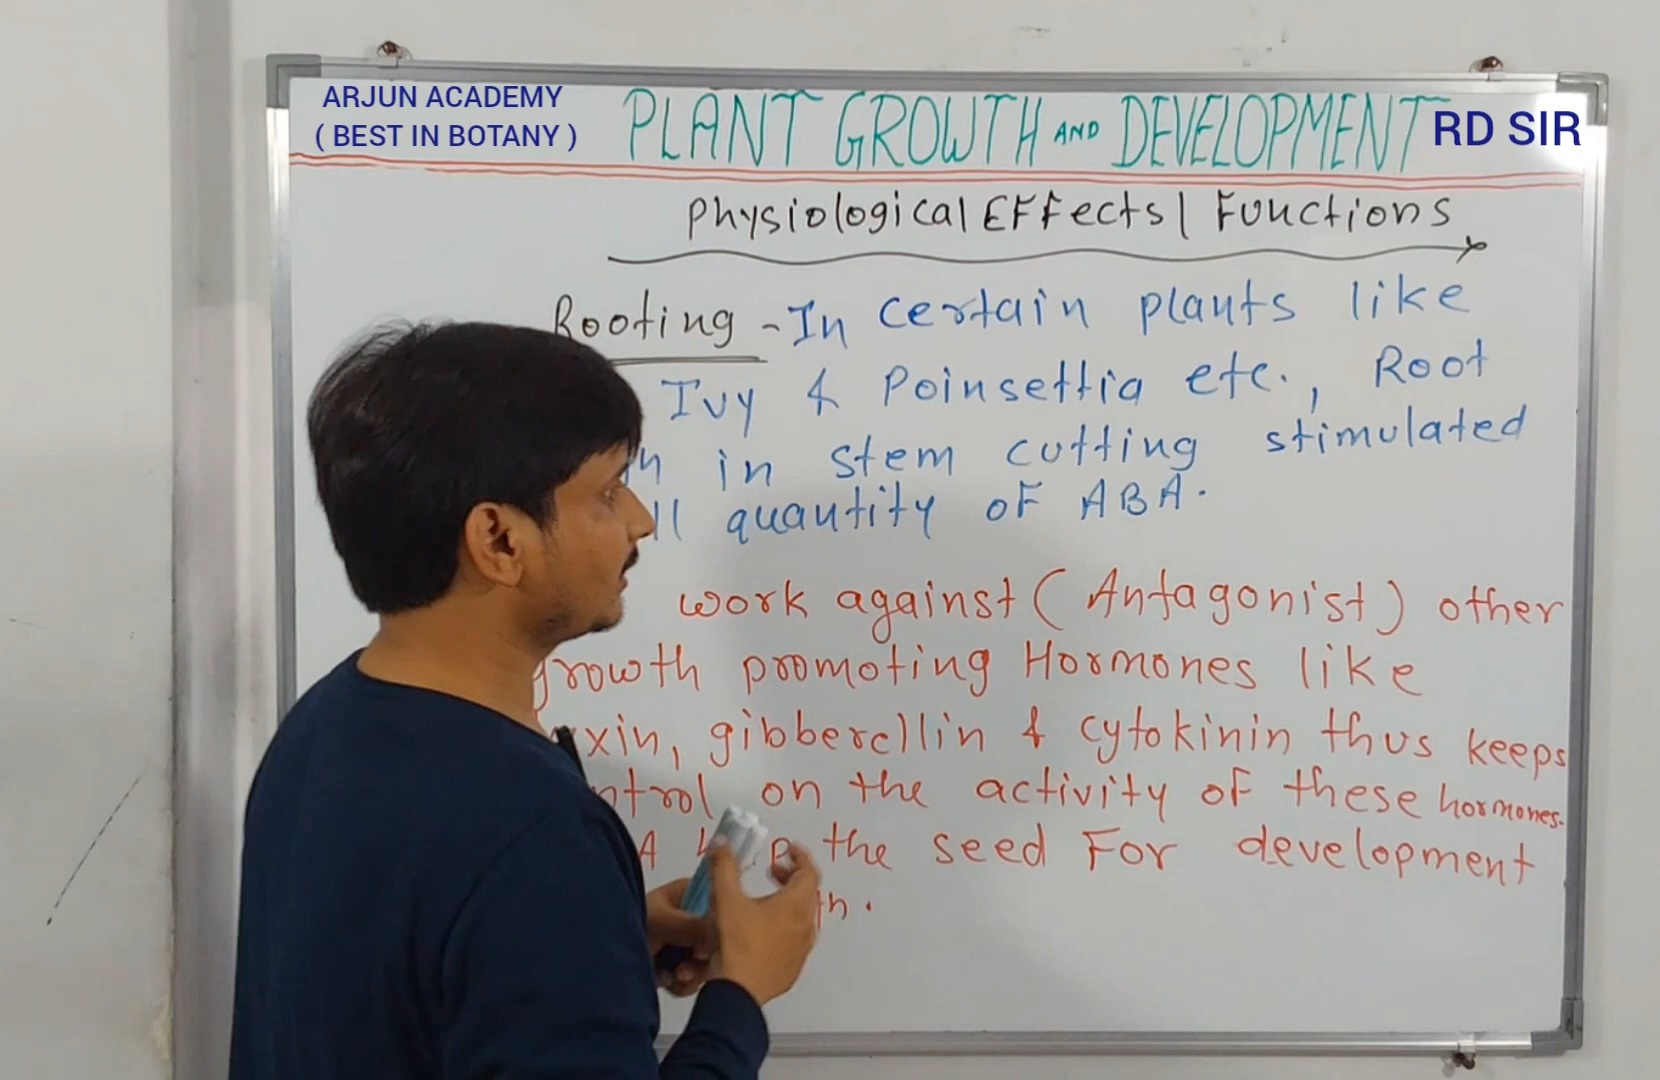 ARJUN ACADEMY
( BEST IN BOTANY )
PLANT GROWTH AND DEVELOPMENT
RD SIR
Physiological Effects / Functions
Rooting - In certain plants like
Ivy & Poinsettia etc., Root
in stem cutting stimulated
quantity of ABA.
work against ( Antagonist ) other
growth promoting Hormones like
gibberellin & cytokinin thus keeps
on the activity of these hormones.
the seed For development